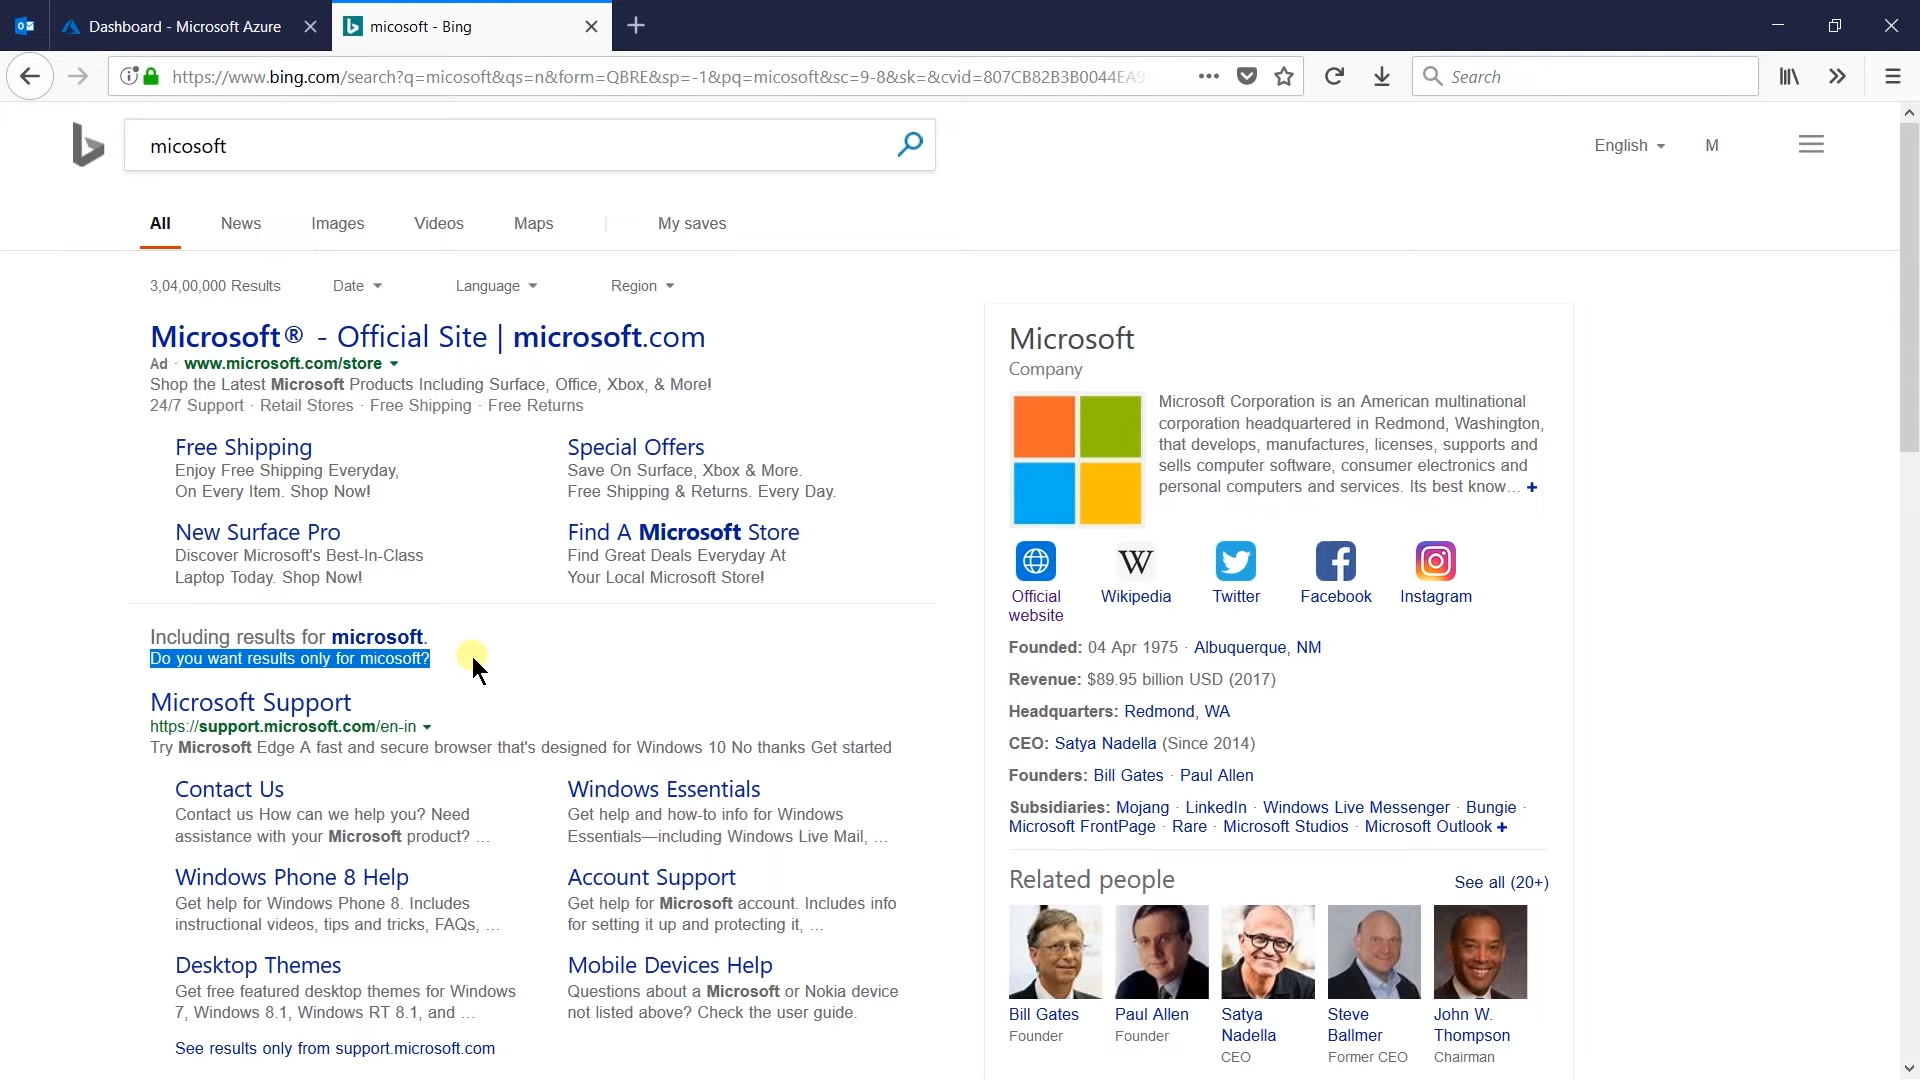 Dashboard - Microsoft Azure
micosoft - Bing
https://www.bing.com/search?q=micosoft&qs=n&form=QBRE&sp=-1&pq=micosoft&sc=9-8&sk=&cvid=807CB82B3B0044EA9
Search
micosoft
English
M
All News Images Videos Maps | My saves
3,04,00,000 Results Date Language Region
Microsoft® - Official Site | microsoft.com
Ad · www.microsoft.com/store
Shop the Latest Microsoft Products Including Surface, Office, Xbox, & More!
24/7 Support · Retail Stores · Free Shipping · Free Returns
Free Shipping
Enjoy Free Shipping Everyday,
On Every Item. Shop Now!
Special Offers
Save On Surface, Xbox & More.
Free Shipping & Returns. Every Day.
New Surface Pro
Discover Microsoft's Best-In-Class
Laptop Today. Shop Now!
Find A Microsoft Store
Find Great Deals Everyday At
Your Local Microsoft Store!
Including results for microsoft.
Do you want results only for micosoft?
Microsoft Support
https://support.microsoft.com/en-in
Try Microsoft Edge A fast and secure browser that's designed for Windows 10 No thanks Get started
Contact Us
Contact us How can we help you? Need
assistance with your Microsoft product? ...
Windows Essentials
Get help and how-to info for Windows
Essentials—including Windows Live Mail, ...
Windows Phone 8 Help
Get help for Windows Phone 8. Includes
instructional videos, tips and tricks, FAQs, ...
Account Support
Get help for Microsoft account. Includes info
for setting it up and protecting it, ...
Desktop Themes
Get free featured desktop themes for Windows
7, Windows 8.1, Windows RT 8.1, and ...
Mobile Devices Help
Questions about a Microsoft or Nokia device
not listed above? Check the user guide.
See results only from support.microsoft.com
Microsoft
Company
Microsoft Corporation is an American multinational
corporation headquartered in Redmond, Washington,
that develops, manufactures, licenses, supports and
sells computer software, consumer electronics and
personal computers and services. Its best know... +
W
Official
website
Wikipedia
Twitter
Facebook
Instagram
Founded: 04 Apr 1975 · Albuquerque, NM
Revenue: $89.95 billion USD (2017)
Headquarters: Redmond, WA
CEO: Satya Nadella (Since 2014)
Founders: Bill Gates · Paul Allen
Subsidiaries: Mojang · LinkedIn · Windows Live Messenger · Bungie ·
Microsoft FrontPage · Rare · Microsoft Studios · Microsoft Outlook +
Related people
See all (20+)
Bill Gates
Founder
Paul Allen
Founder
Satya
Nadella
CEO
Steve
Ballmer
Former CEO
John W.
Thompson
Chairman